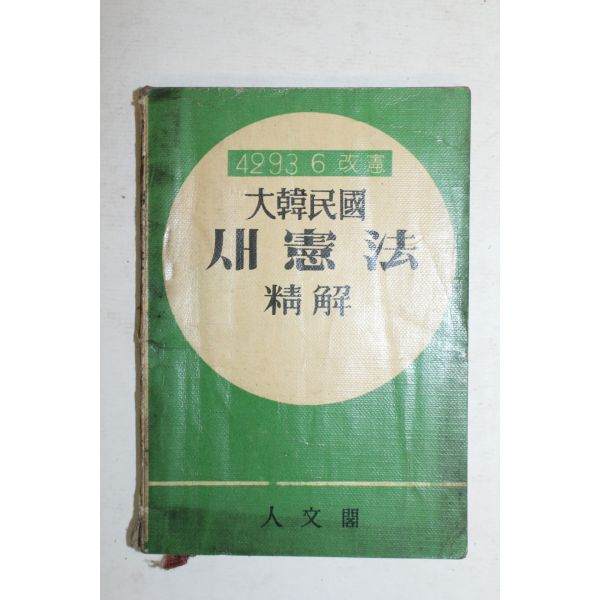 4293 6 改憲
大韓民國
새 憲法
精解
人文閣